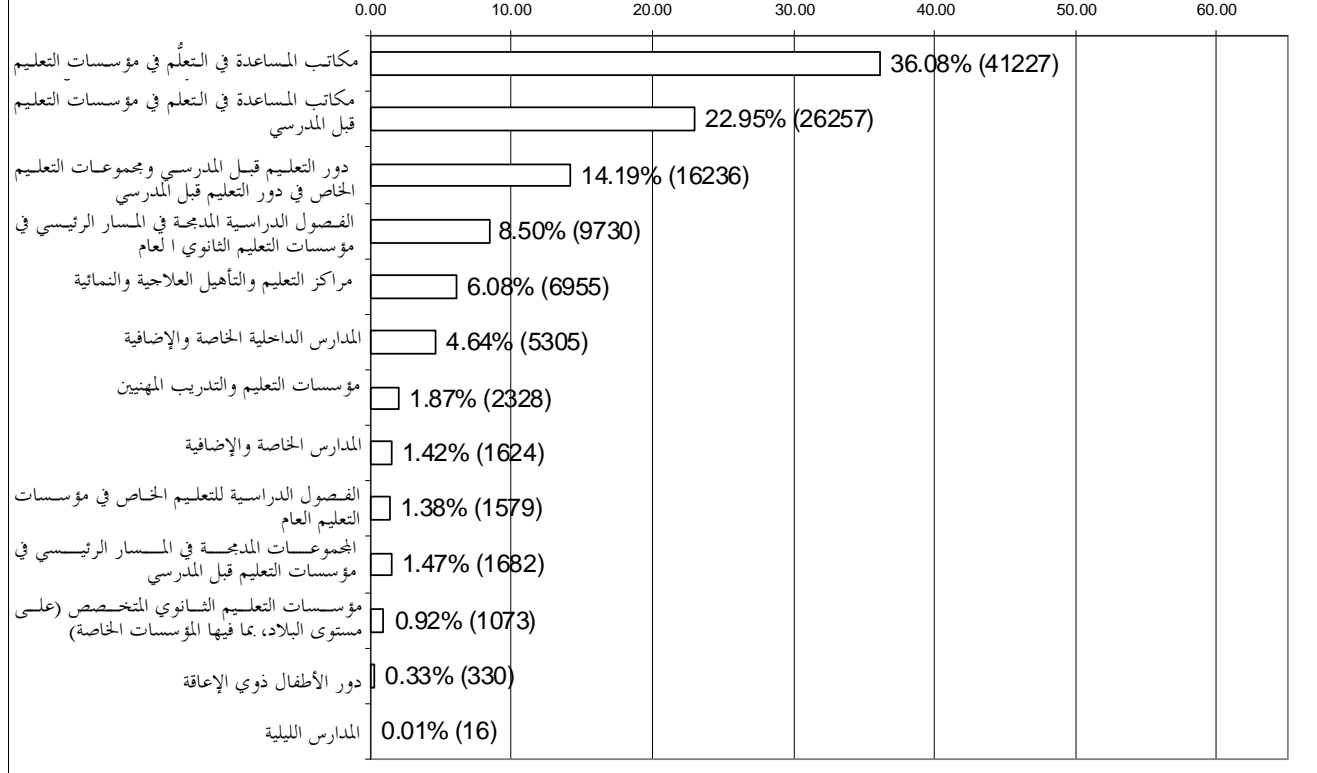 0.00 10.00 20.00 30.00 40.00 50.00 60.00
مكاتب المساعدة في التعلُّم في مؤسسات التعليم
36.08% (41227)
مكاتب المساعدة في التعلم في مؤسسات التعليم
قبل المدرسي
22.95% (26257)
دور التعليم قبل المدرسي ومجموعات التعليم
الخاص في دور التعليم قبل المدرسي
14.19% (16236)
الفصول الدراسية المدمجة في المسار الرئيسي في
مؤسسات التعليم الثانوي ا لعام
8.50% (9730)
مراكز التعليم والتأهيل العلاجية والنمائية
6.08% (6955)
المدارس الداخلية الخاصة والإضافية
4.64% (5305)
مؤسسات التعليم والتدريب المهنيين
1.87% (2328)
المدارس الخاصة والإضافية
1.42% (1624)
الفصول الدراسية للتعليم الخاص في مؤسسات
التعليم العام
1.38% (1579)
المجموعات المدمجة في المسار الرئيسي في
مؤسسات التعليم قبل المدرسي
1.47% (1682)
مؤسسات التعليم الثانوي المتخصص (على
مستوى البلاد، بما فيها المؤسسات الخاصة)
0.92% (1073)
دور الأطفال ذوي الإعاقة
0.33% (330)
المدارس الليلية
0.01% (16)